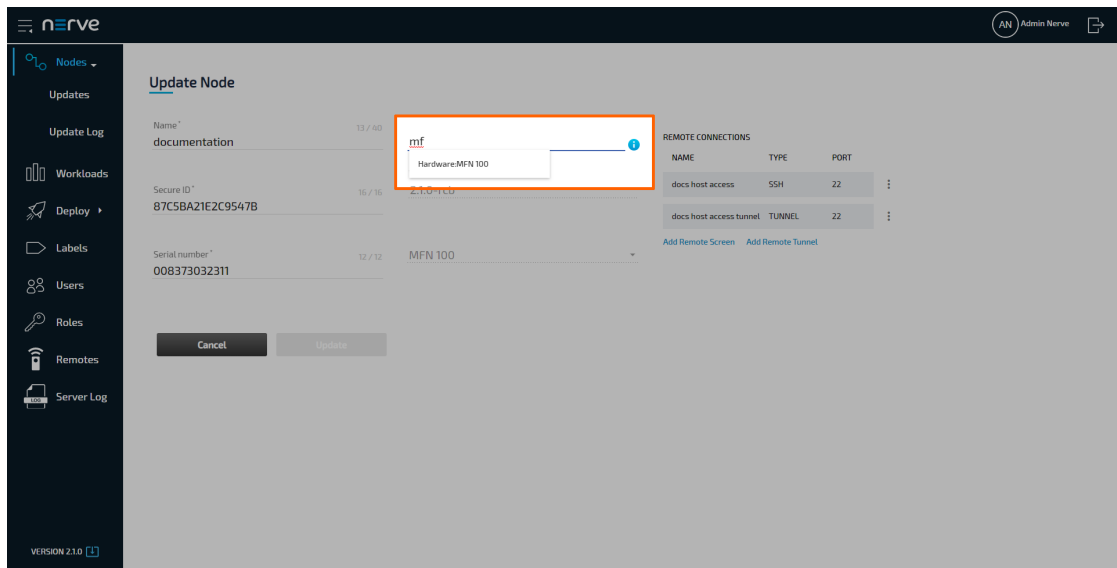 nerve
AN Admin Nerve
Nodes
Updates
Update Log
Workloads
Deploy
Labels
Users
Roles
Remotes
Server Log
VERSION 2.1.0
Update Node
Name* 13 / 40
documentation
Secure ID* 16 / 16
87C5BA21E2C9547B
Serial number* 12 / 12
008373032311
Cancel Update
mf
Hardware:MFN 100
MFN 100
REMOTE CONNECTIONS
NAME TYPE PORT
docs host access SSH 22
docs host access tunnel TUNNEL 22
Add Remote Screen Add Remote Tunnel